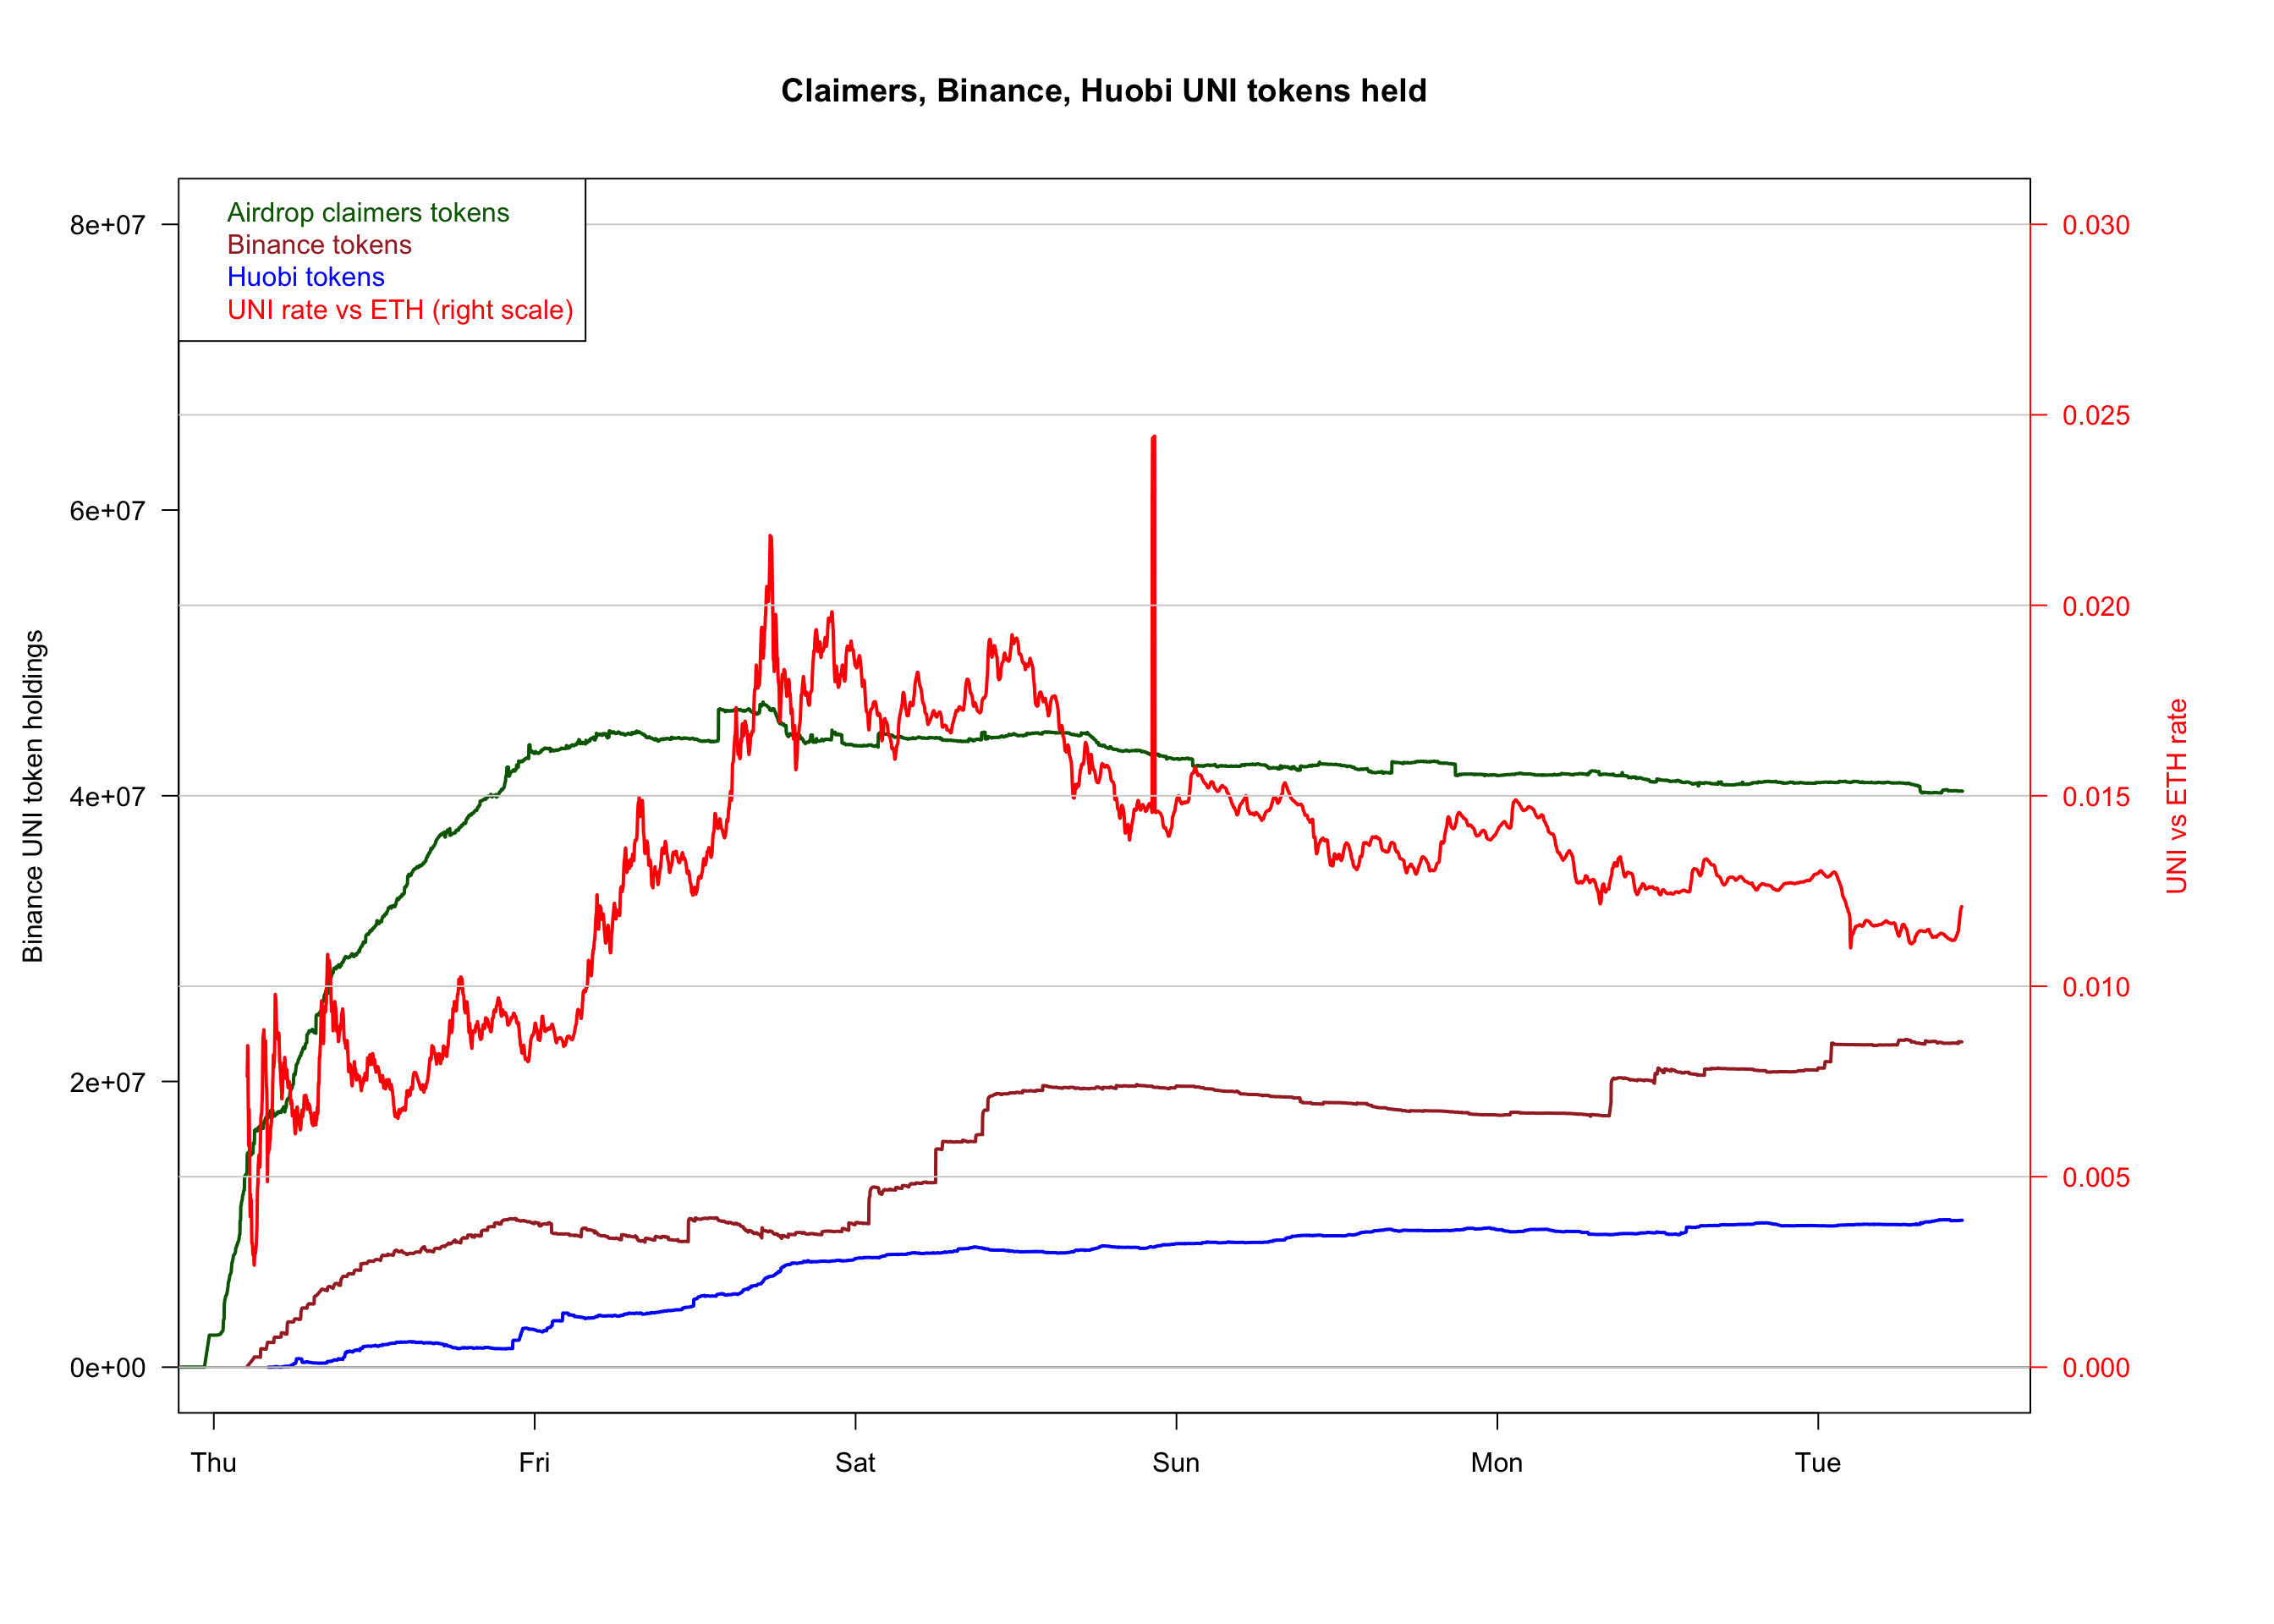 Claimers, Binance, Huobi UNI tokens held
Airdrop claimers tokens
Binance tokens
Huobi tokens
UNI rate vs ETH (right scale)
Binance UNI token holdings
8e+07
6e+07
4e+07
2e+07
0e+00
0.030
0.025
0.020
0.015
0.010
0.005
0.000
UNI vs ETH rate
Thu
Fri
Sat
Sun
Mon
Tue